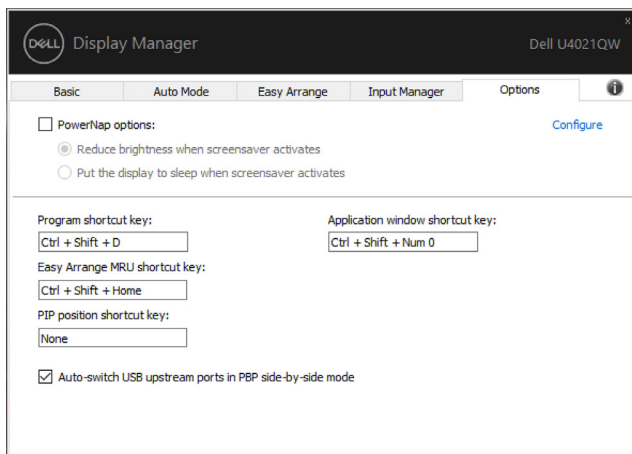 x
DELL Display Manager Dell U4021QW
Basic Auto Mode Easy Arrange Input Manager Options i
PowerNap options: Configure
Reduce brightness when screensaver activates
Put the display to sleep when screensaver activates
Program shortcut key: Application window shortcut key:
Ctrl + Shift + D Ctrl + Shift + Num 0
Easy Arrange MRU shortcut key:
Ctrl + Shift + Home
PIP position shortcut key:
None
Auto-switch USB upstream ports in PBP side-by-side mode